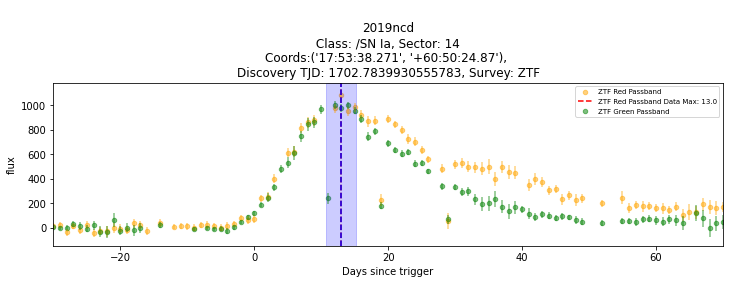 2019ncd
Class: /SN Ia, Sector: 14
Coords:('17:53:38.271', '+60:50:24.87'),
Discovery TJD: 1702.7839930555783, Survey: ZTF
ZTF Red Passband
ZTF Red Passband Data Max: 13.0
ZTF Green Passband
1000
800
600
400
200
0
flux
−20
0
20
40
60
Days since trigger